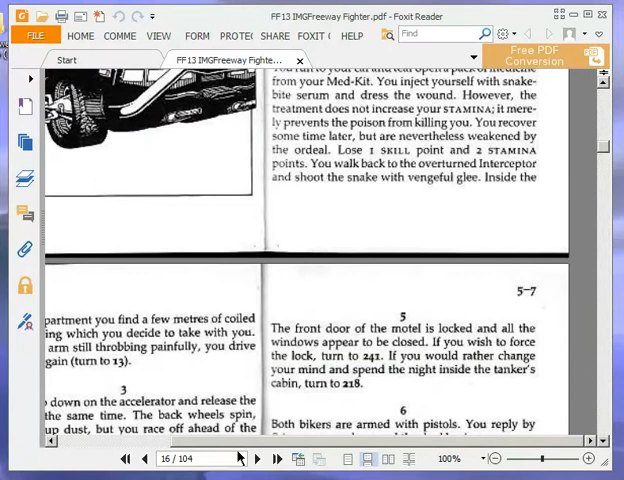 FF13 IMGFreeway Fighter.pdf - Foxit Reader
FILE HOME COMME VIEW FORM PROTE SHARE FOXIT ( HELP Find
Start FF13 IMGFreeway Fighte... Free PDF Conversion
from your Med-Kit. You inject yourself with snake-
bite serum and dress the wound. However, the
treatment does not increase your STAMINA; it mere-
ly prevents the poison from killing you. You recover
some time later, but are nevertheless weakened by
the ordeal. Lose 1 SKILL point and 2 STAMINA
points. You walk back to the overturned Interceptor
and shoot the snake with vengeful glee. Inside the
partment you find a few metres of coiled
ing which you decide to take with you.
arm still throbbing painfully, you drive
gain (turn to 13).
3
down on the accelerator and release the
the same time. The back wheels spin,
up dust, but you race off ahead of the
5-7
5
The front door of the motel is locked and all the
windows appear to be closed. If you wish to force
the lock, turn to 241. If you would rather change
your mind and spend the night inside the tanker's
cabin, turn to 218.
6
Both bikers are armed with pistols. You reply by
16 / 104 100%